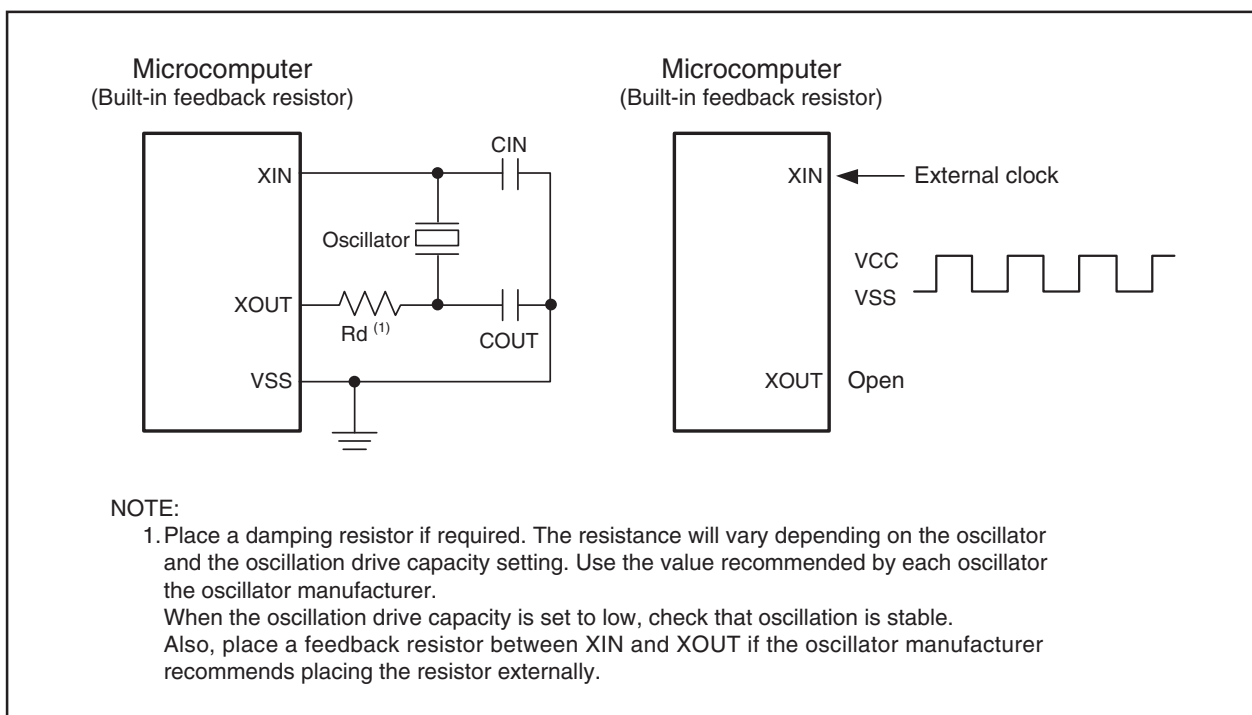 Microcomputer
(Built-in feedback resistor)
XIN
CIN
Oscillator
XOUT
Rd (1)
COUT
VSS
Microcomputer
(Built-in feedback resistor)
XIN
External clock
VCC
VSS
XOUT
Open
NOTE:
1. Place a damping resistor if required. The resistance will vary depending on the oscillator
and the oscillation drive capacity setting. Use the value recommended by each oscillator
the oscillator manufacturer.
When the oscillation drive capacity is set to low, check that oscillation is stable.
Also, place a feedback resistor between XIN and XOUT if the oscillator manufacturer
recommends placing the resistor externally.